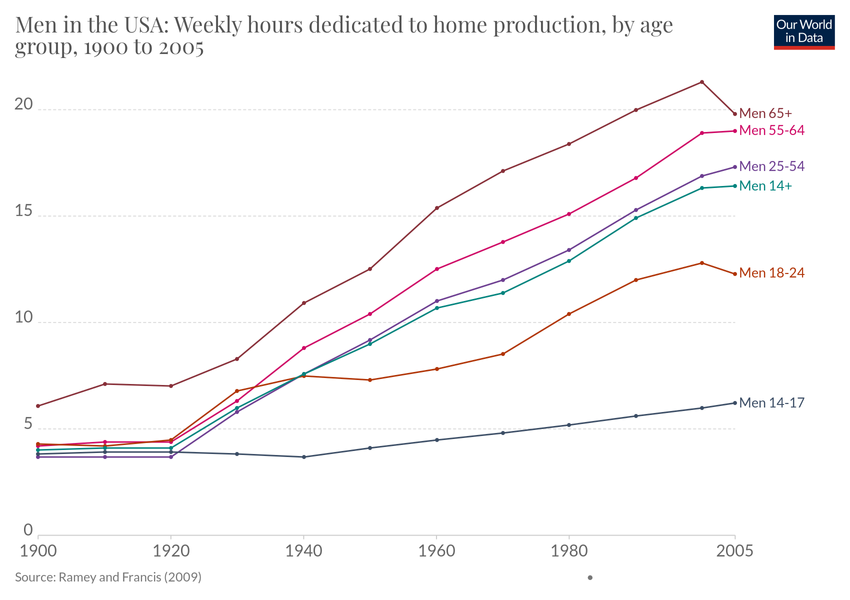 Men in the USA: Weekly hours dedicated to home production, by age
group, 1900 to 2005
Our World
in Data
20
15
10
5
0
Men 65+
Men 55-64
Men 25-54
Men 14+
Men 18-24
Men 14-17
1900
1920
1940
1960
1980
2005
Source: Ramey and Francis (2009)